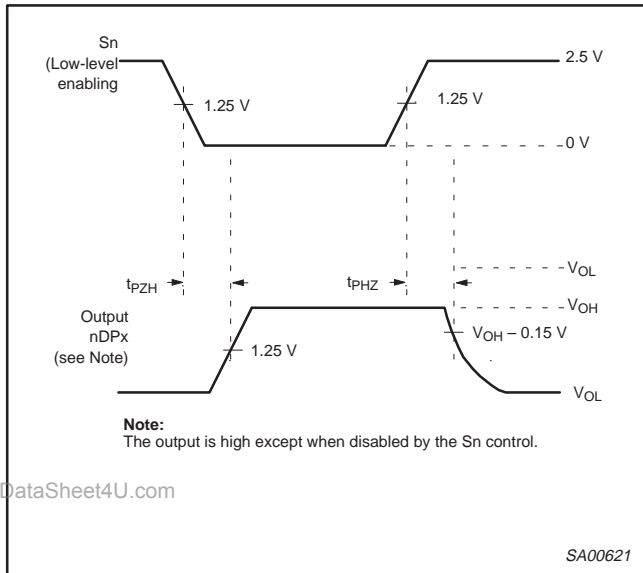 Sn
(Low-level
enabling
2.5 V
1.25 V
1.25 V
0 V
tPZH
tPHZ
VOL
VOH
Output
nDPx
(see Note)
1.25 V
VOH – 0.15 V
VOL
Note:
The output is high except when disabled by the Sn control.
DataSheet4U.com
SA00621